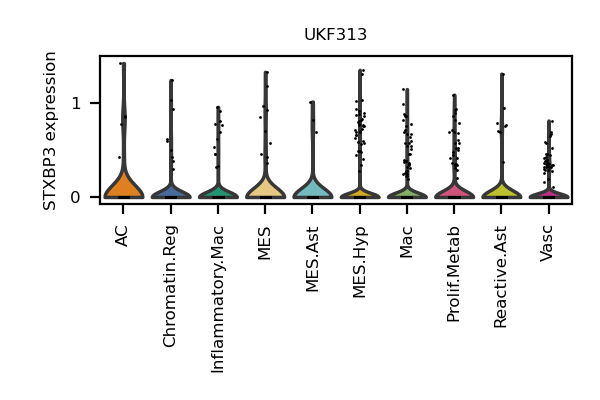 UKF313
STXBP3 expression
1
0
AC
Chromatin.Reg
Inflammatory.Mac
MES
MES.Ast
MES.Hyp
Mac
Prolif.Metab
Reactive.Ast
Vasc